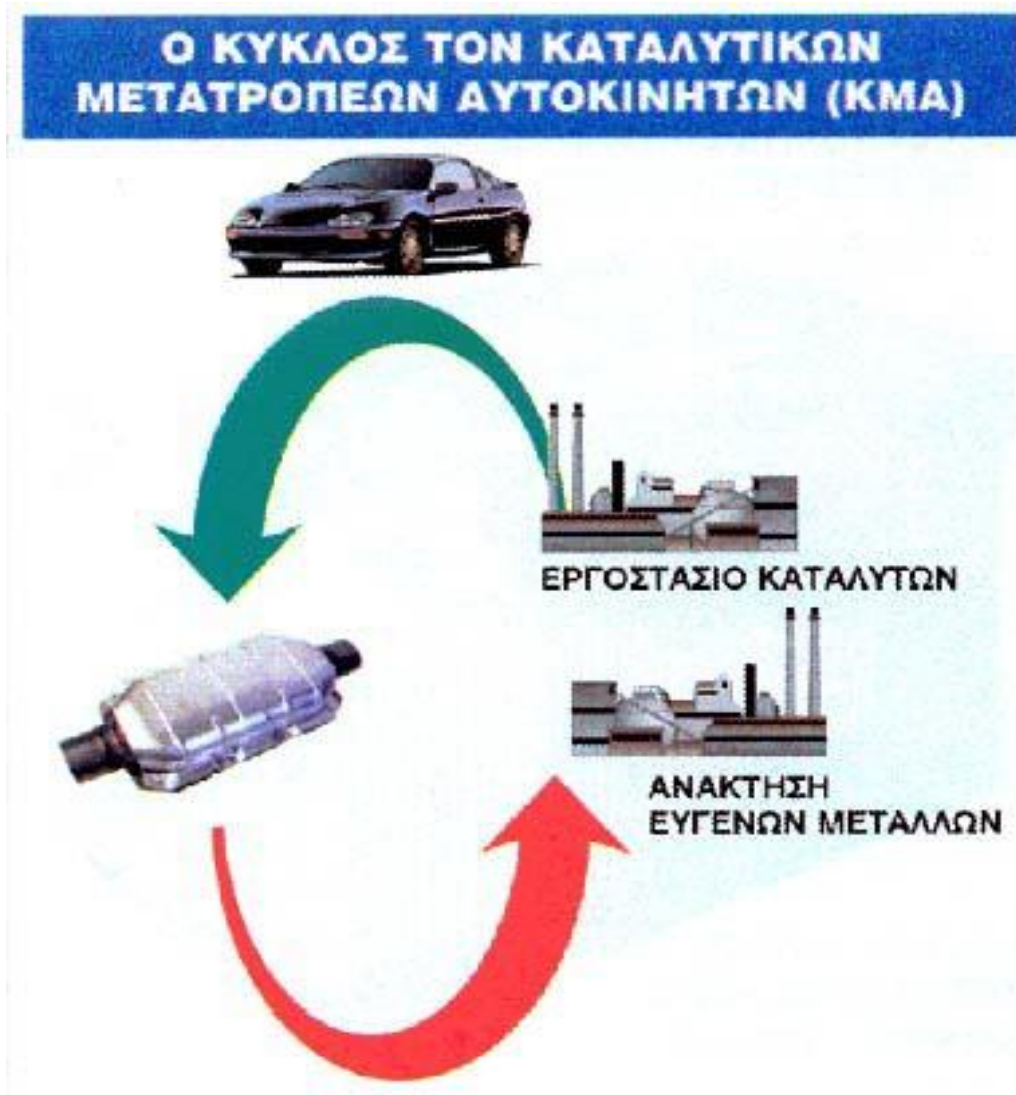 Ο ΚΥΚΛΟΣ ΤΟΝ ΚΑΤΑΛΥΤΙΚΩΝ
ΜΕΤΑΤΡΟΠΕΩΝ ΑΥΤΟΚΙΝΗΤΩΝ (ΚΜΑ)
ΕΡΓΟΣΤΑΣΙΟ ΚΑΤΑΛΥΤΩΝ
ΑΝΑΚΤΗΣΗ
ΕΥΓΕΝΩΝ ΜΕΤΑΛΛΩΝ